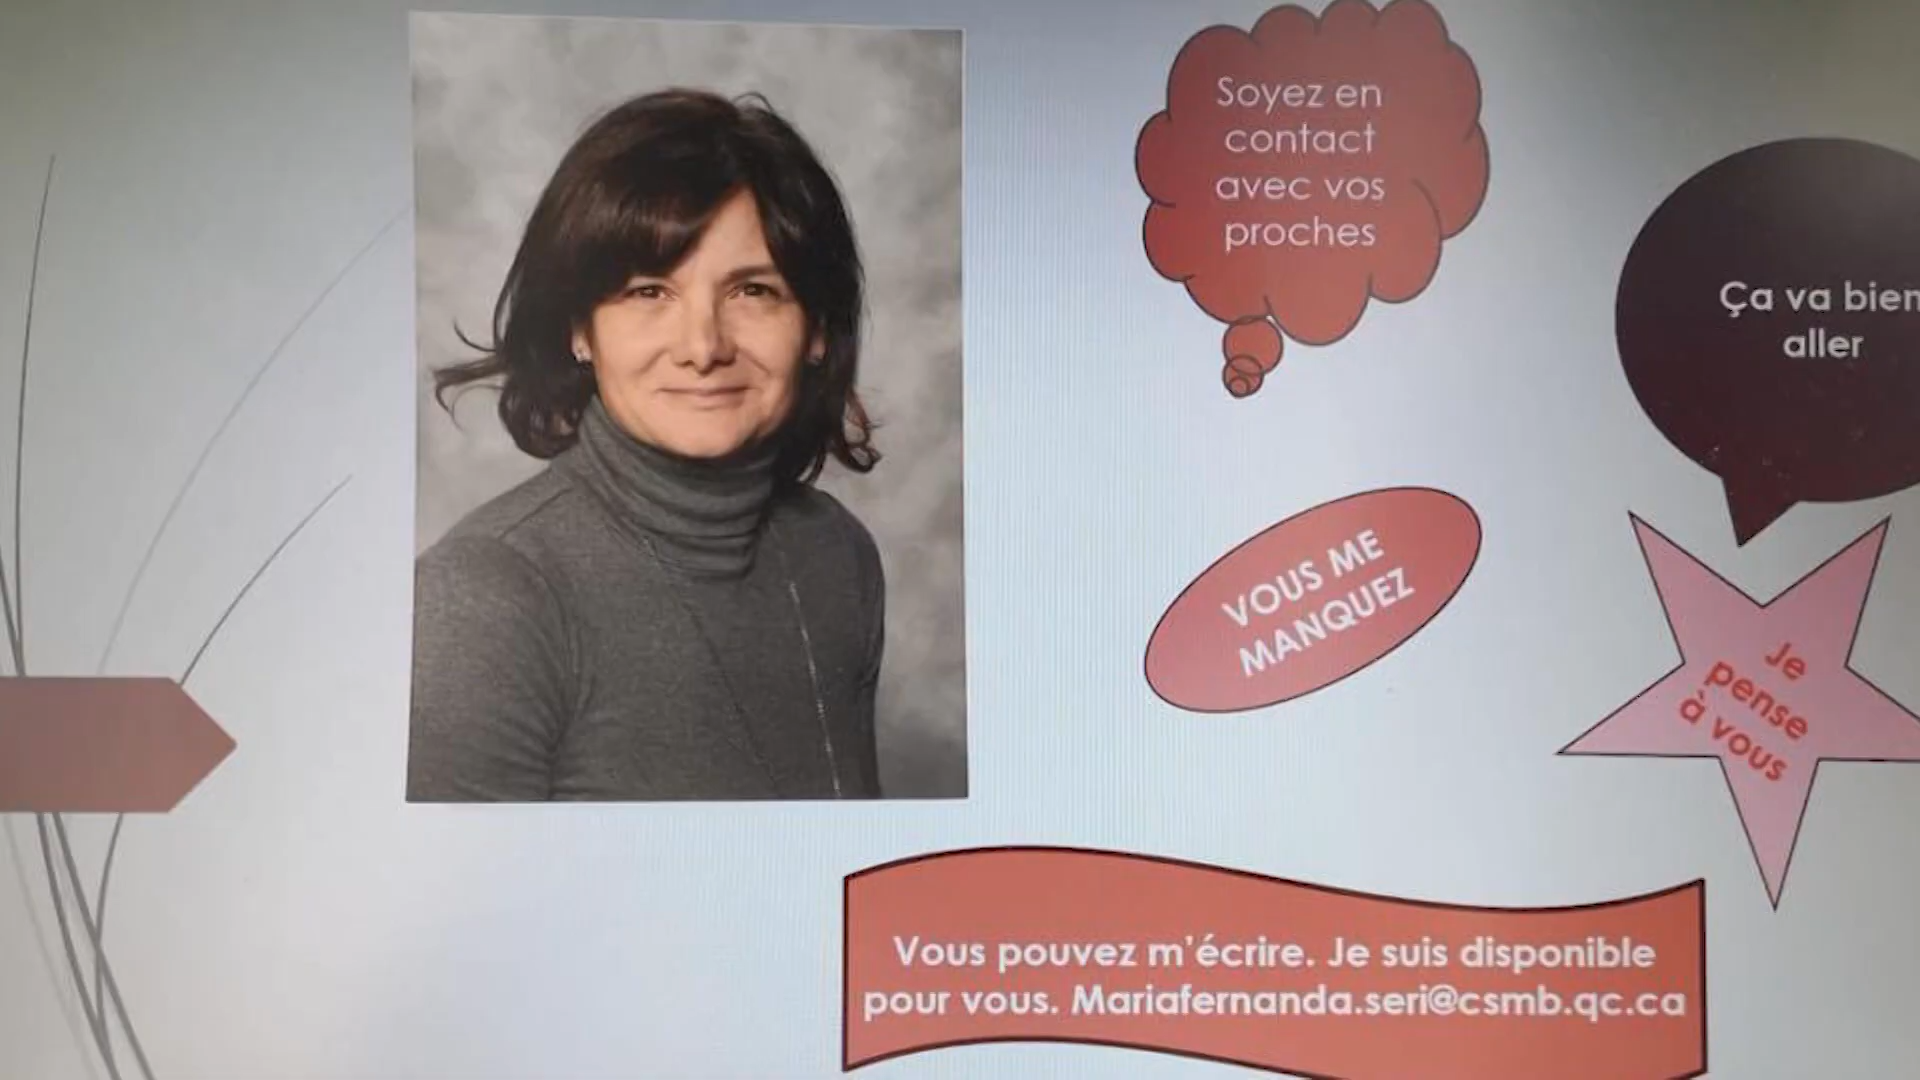 Soyez en
contact
avec vos
proches
Ça va bien
aller
VOUS ME
MANQUEZ
Je
pense
à vous
Vous pouvez m'écrire. Je suis disponible
pour vous. Mariafernanda.seri@csmb.qc.ca